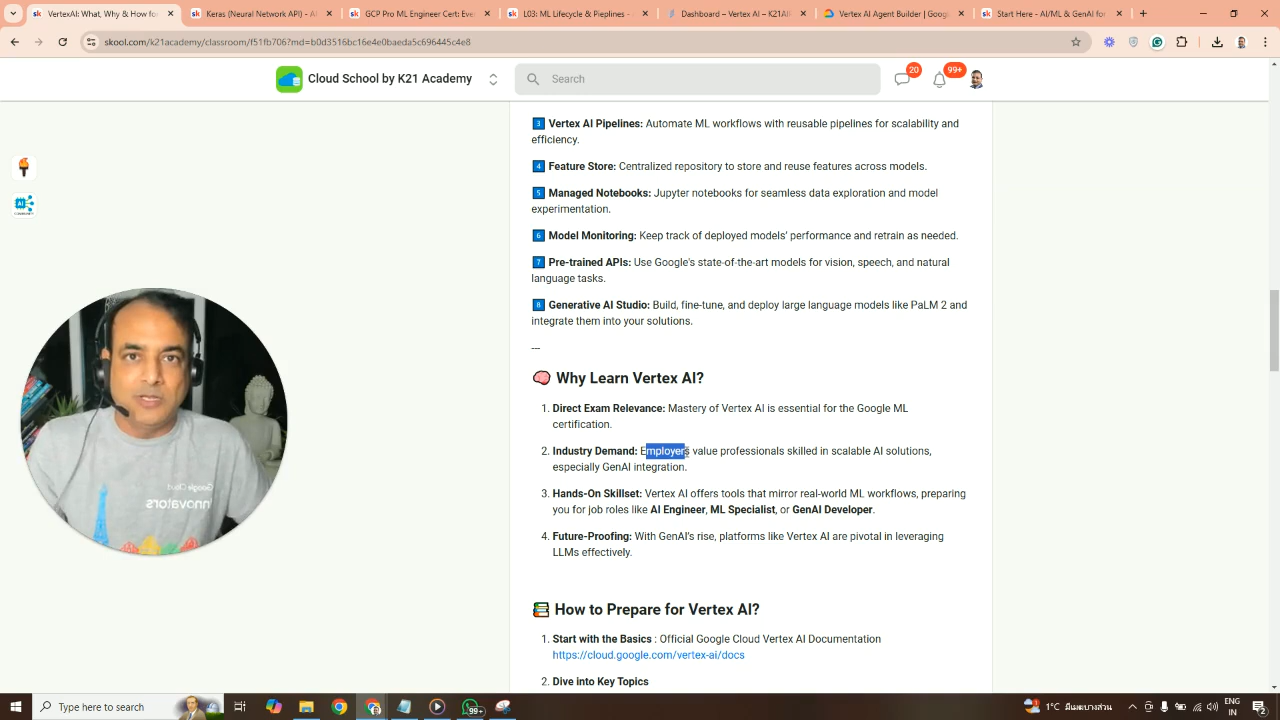 VertexAI: What, Why, & How fo
Keras (Neural Network API) - AI
GCP Pro ML Engineer Cert: Ever
L03: ML Lifecycle & Pieplines -
Dashboard – Vertex AI – K21AI
Vertex AI Agent Builder | Goog
Start Here - AI/ML & GenAI for
skool.com/k21academy/classroom/f51fb706?md=b0d3516bc16e4e0baeda5c696445c4e8
Cloud School by K21 Academy
Search
20
99+
3 Vertex AI Pipelines: Automate ML workflows with reusable pipelines for scalability and
efficiency.
4 Feature Store: Centralized repository to store and reuse features across models.
5 Managed Notebooks: Jupyter notebooks for seamless data exploration and model
experimentation.
6 Model Monitoring: Keep track of deployed models' performance and retrain as needed.
7 Pre-trained APIs: Use Google's state-of-the-art models for vision, speech, and natural
language tasks.
8 Generative AI Studio: Build, fine-tune, and deploy large language models like PaLM 2 and
integrate them into your solutions.
---
🧠 Why Learn Vertex AI?
1. Direct Exam Relevance: Mastery of Vertex AI is essential for the Google ML
certification.
2. Industry Demand: Employers value professionals skilled in scalable AI solutions,
especially GenAI integration.
3. Hands-On Skillset: Vertex AI offers tools that mirror real-world ML workflows, preparing
you for job roles like AI Engineer, ML Specialist, or GenAI Developer.
4. Future-Proofing: With GenAI's rise, platforms like Vertex AI are pivotal in leveraging
LLMs effectively.
Google Cloud
Innovators
📚 How to Prepare for Vertex AI?
1. Start with the Basics : Official Google Cloud Vertex AI Documentation
https://cloud.google.com/vertex-ai/docs
2. Dive into Key Topics
Type here to search
99+
1°C
ENG
IN
2